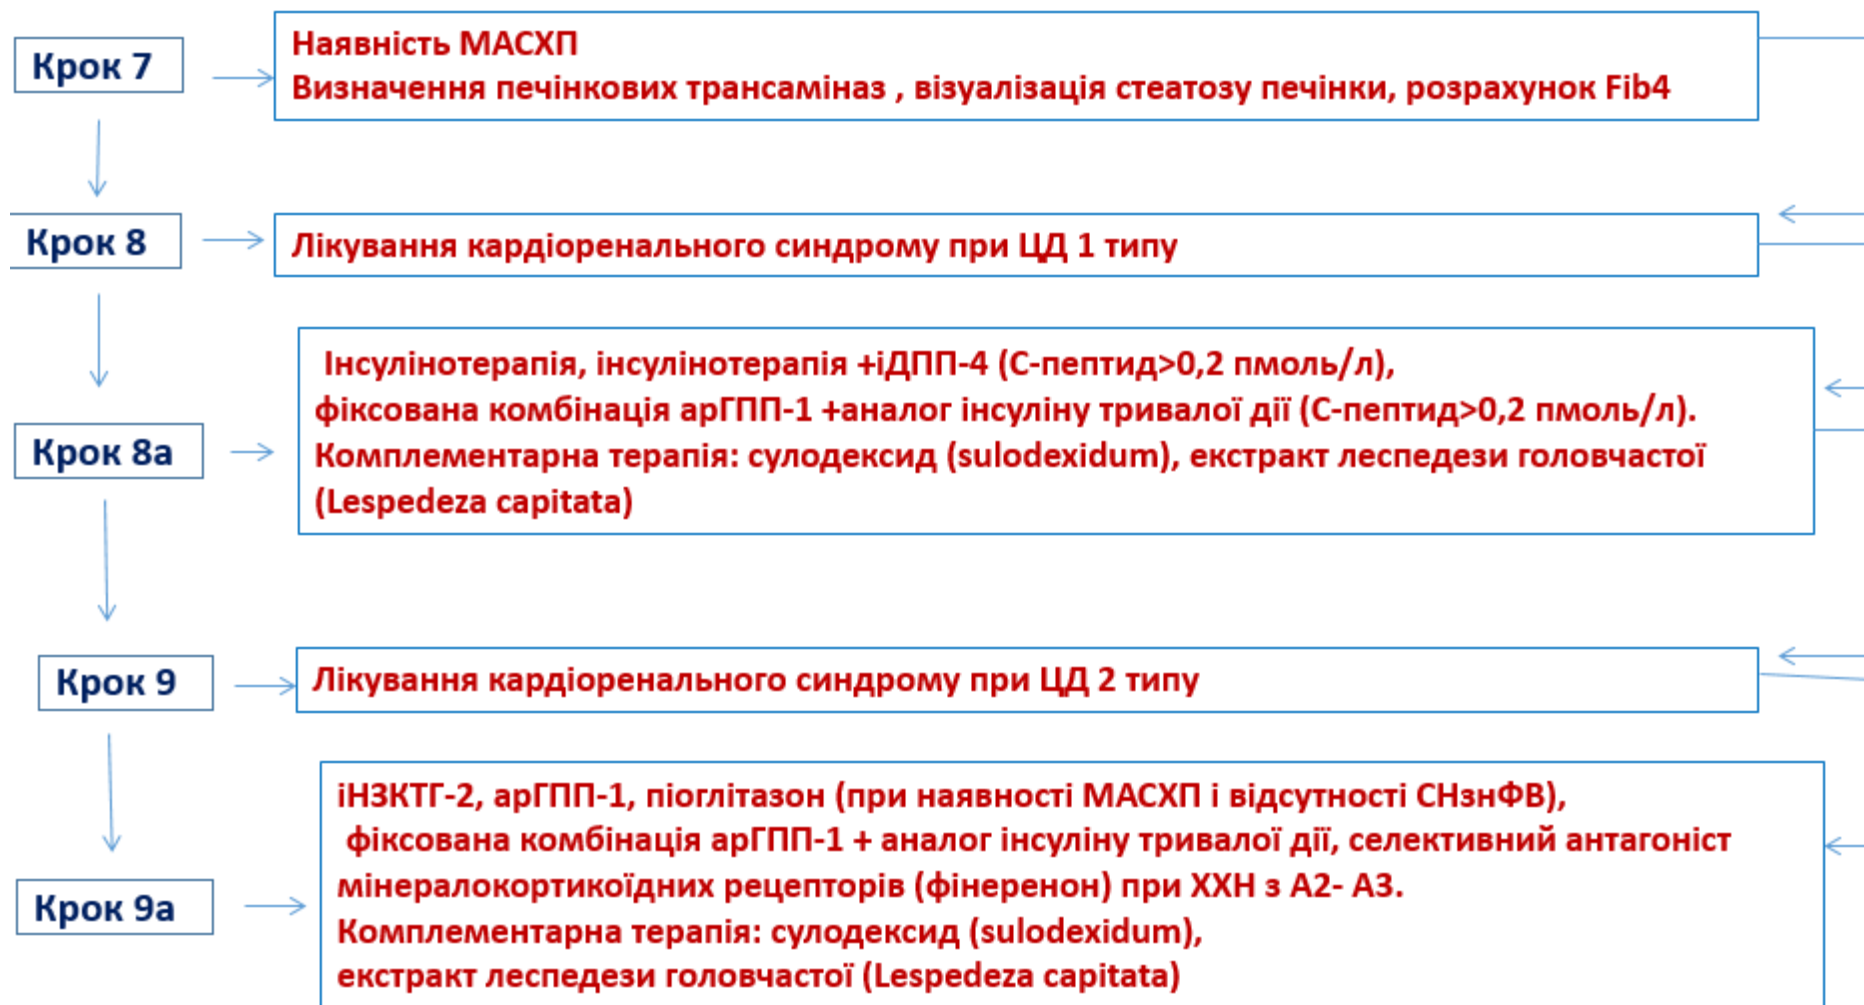 Крок 7
Наявність МАСХП
Визначення печінкових трансаміназ , візуалізація стеатозу печінки, розрахунок Fib4
Крок 8
Лікування кардіоренального синдрому при ЦД 1 типу
Крок 8а
Інсулінотерапія, інсулінотерапія +іДПП-4 (С-пептид>0,2 пмоль/л),
фіксована комбінація арГПП-1 +аналог інсуліну тривалої дії (С-пептид>0,2 пмоль/л).
Комплементарна терапія: сулодексид (sulodexidum), екстракт леспедези головчастої
(Lespedeza capitata)
Крок 9
Лікування кардіоренального синдрому при ЦД 2 типу
Крок 9а
іНЗКТГ-2, арГПП-1, піоглітазон (при наявності МАСХП і відсутності СНзнФВ),
фіксована комбінація арГПП-1 + аналог інсуліну тривалої дії, селективний антагоніст
мінералокортикоїдних рецепторів (фінеренон) при ХХН з А2- А3.
Комплементарна терапія: сулодексид (sulodexidum),
екстракт леспедези головчастої (Lespedeza capitata)